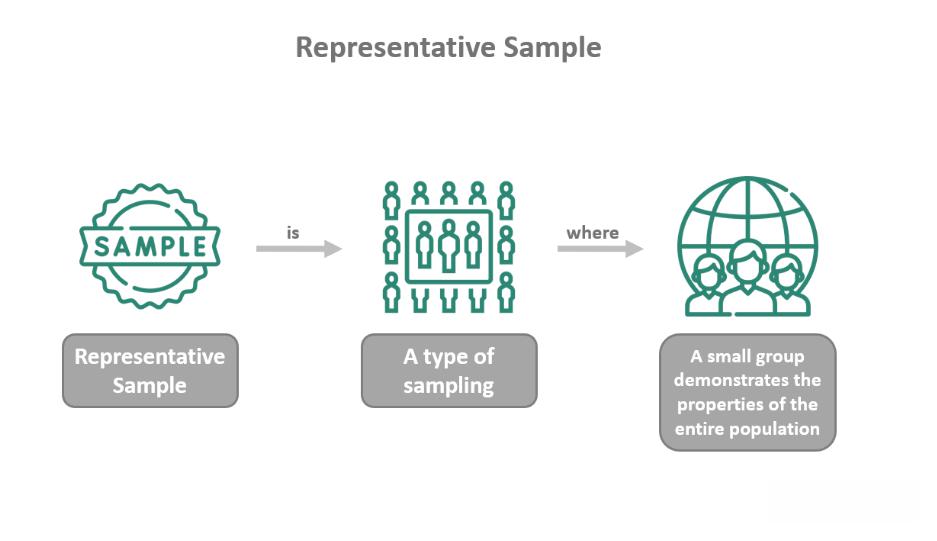 Representative Sample
SAMPLE
is
where
Representative
Sample
A type of
sampling
A small group
demonstrates the
properties of the
entire population